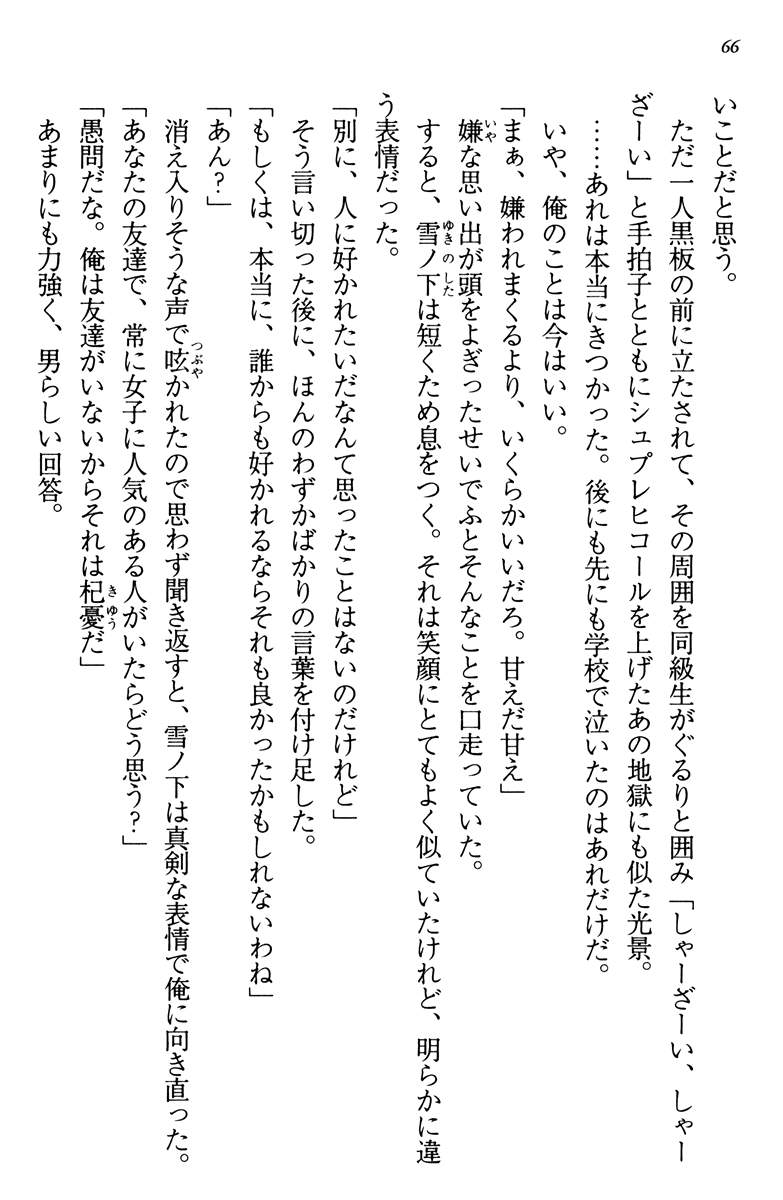 66
いことだと思う。
ただ一人黒板の前に立たされて、その周囲を同級生がぐるりと囲み「しゃーざーい、しゃー
ざーい」と手拍子とともにシュプレヒコールを上げたあの地獄にも似た光景。
……あれは本当にきつかった。後にも先にも学校で泣いたのはあれだけだ。
いや、俺のことは今はいい。
「まぁ、嫌われまくるより、いくらかいいだろ。甘えだ甘え」
嫌な思い出が頭をよぎったせいでふとそんなことを口走っていた。
すると、雪ノ下は短くため息をつく。それは笑顔にとてもよく似ていたけれど、明らかに違
う表情だった。
「別に、人に好かれたいだなんて思ったことはないのだけれど」
そう言い切った後に、ほんのわずかばかりの言葉を付け足した。
「もしくは、本当に、誰からも好かれるならそれも良かったかもしれないわね」
「あん?」
消え入りそうな声で呟かれたので思わず聞き返すと、雪ノ下は真剣な表情で俺に向き直った。
「あなたの友達で、常に女子に人気のある人がいたらどう思う?」
「愚問だな。俺は友達がいないからそれは杞憂だ」
あまりにも力強く、男らしい回答。